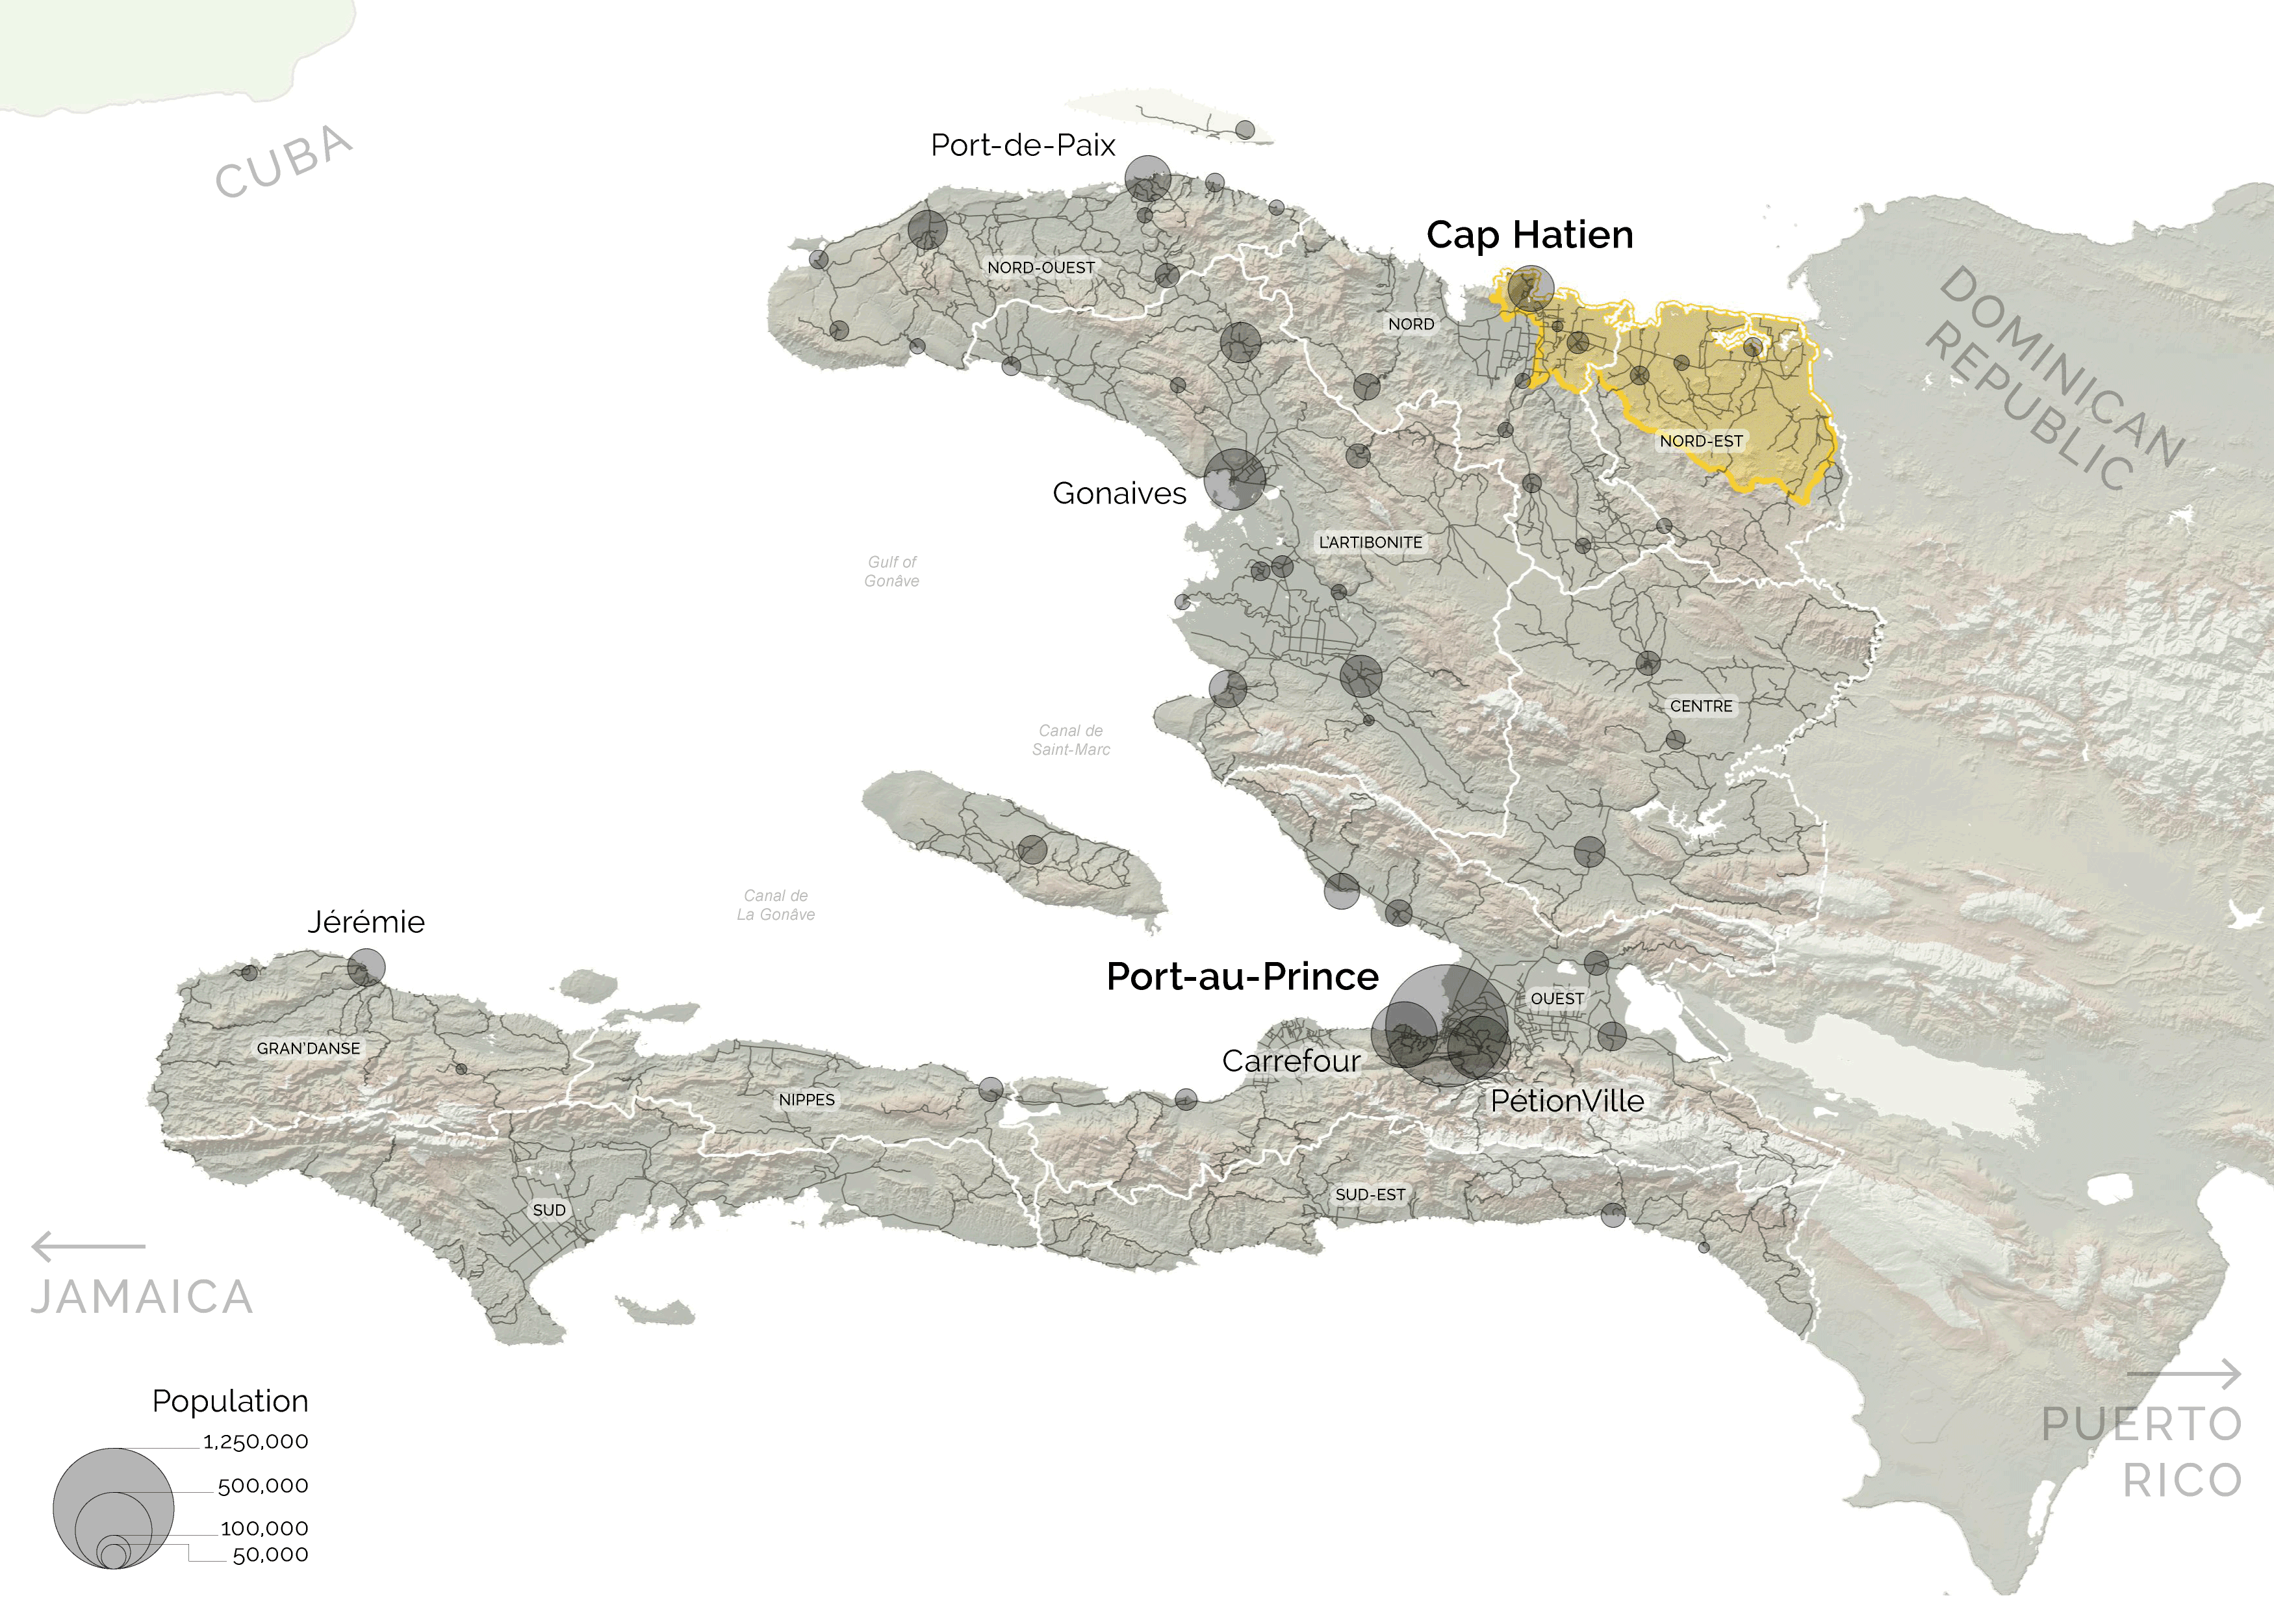 CUBA
Port-de-Paix
Cap Hatien
NORD-OUEST
NORD
DOMINICAN
REPUBLIC
NORD-EST
Gonaives
L'ARTIBONITE
Gulf of
Gonâve
CENTRE
Canal de
Saint-Marc
Canal de
La Gonâve
Jérémie
Port-au-Prince
OUEST
GRAN'DANSE
Carrefour
NIPPES
PétionVille
SUD-EST
SUD
JAMAICA
PUERTO
RICO
Population
1,250,000
500,000
100,000
50,000